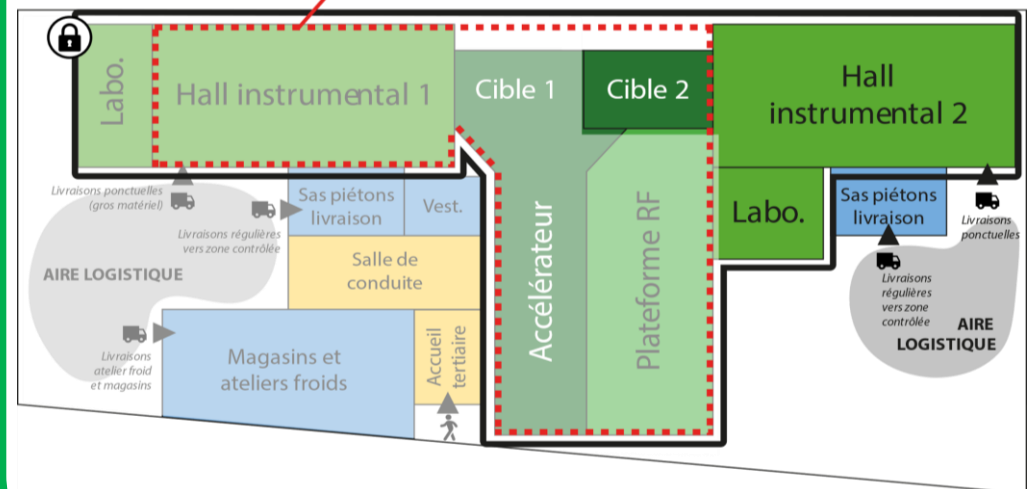 Labo.
Hall instrumental 1
Cible 1
Cible 2
Hall
instrumental 2
Livraisons ponctuelles
(gros matériel)
Sas piétons
livraison
Vest.
Livraisons régulières
vers zone contrôlée
AIRE LOGISTIQUE
Salle de
conduite
Livraisons
atelier froid
et magasins
Magasins et
ateliers froids
Accueil
tertiaire
Accélérateur
Plateforme RF
Labo.
Sas piétons
livraison
Livraisons
ponctuelles
Livraisons
régulières
vers zone
contrôlée
AIRE
LOGISTIQUE